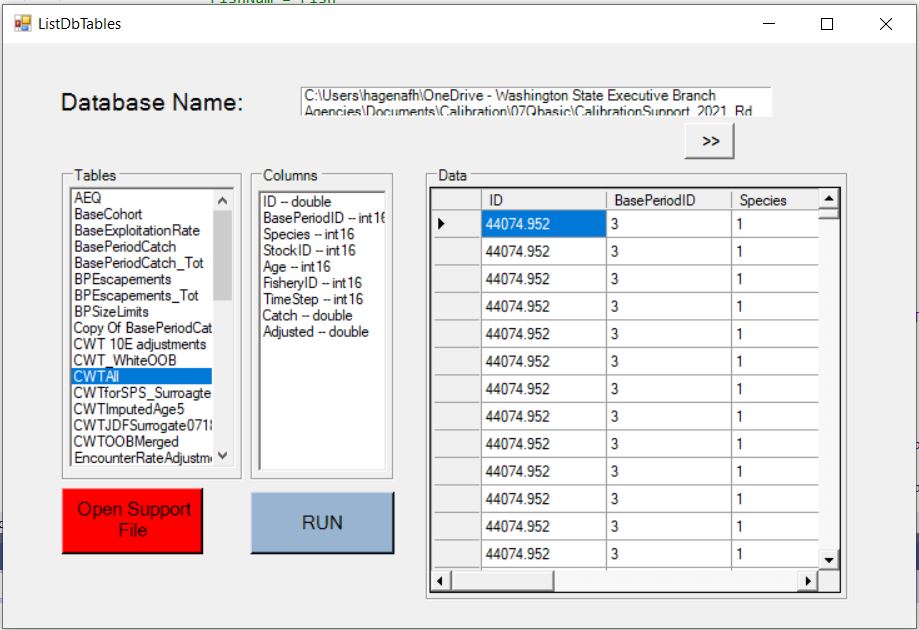 FishNum = Fish
ListDbTables
Database Name:
C:\Users\hagenafh\OneDrive - Washington State Executive Branch
Agencies\Documents\Calibration\07Qbasic\CalibrationSupport_2021_Rd
>>
Tables
AEQ
BaseCohort
BaseExploitationRate
BasePeriodCatch
BasePeriodCatch_Tot
BPEscapements
BPEscapements_Tot
BPSizeLimits
Copy Of BasePeriodCat
CWT 10E adjustments
CWT_WhiteOOB
CWTAll
CWTforSPS_Surroagte
CWTImputedAge5
CWTJDFSurrogate0718
CWTOOBMerged
EncounterRateAdjustm
Columns
ID -- double
BasePeriodID -- int16
Species -- int16
StockID -- int16
Age -- int16
FisheryID -- int16
TimeStep -- int16
Catch -- double
Adjusted -- double
Data
ID BasePeriodID Species
44074.952 3 1
44074.952 3 1
44074.952 3 1
44074.952 3 1
44074.952 3 1
44074.952 3 1
44074.952 3 1
44074.952 3 1
44074.952 3 1
44074.952 3 1
44074.952 3 1
44074.952 3 1
44074.952 3 1
Open Support
File
RUN